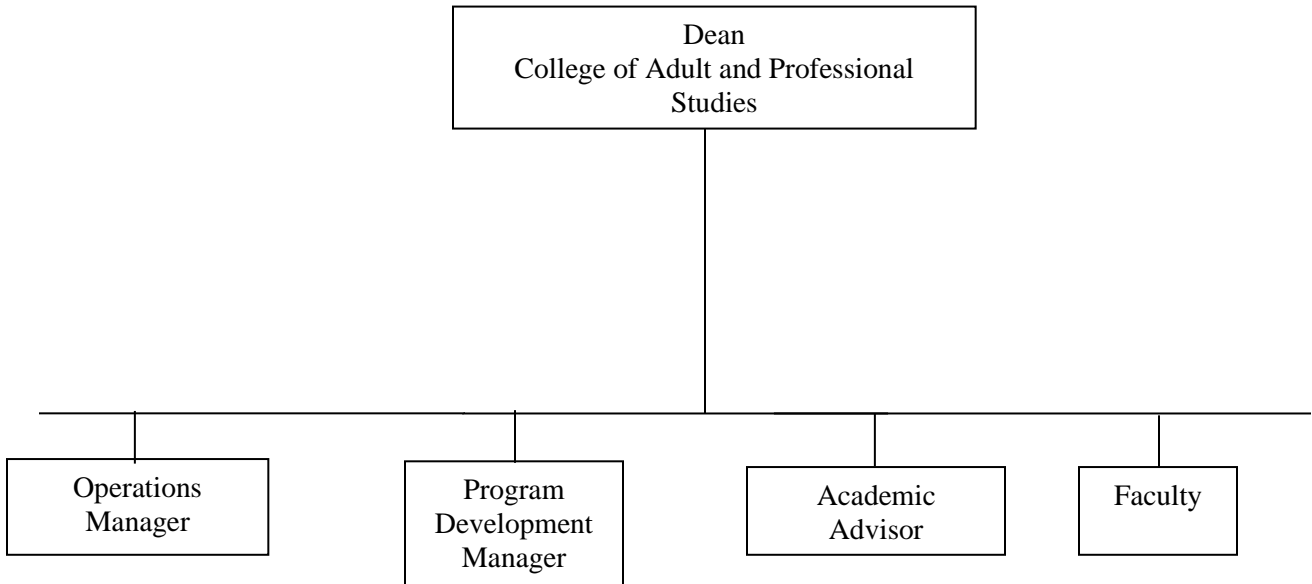 Dean
College of Adult and Professional
Studies
Operations
Manager
Program
Development
Manager
Academic
Advisor
Faculty